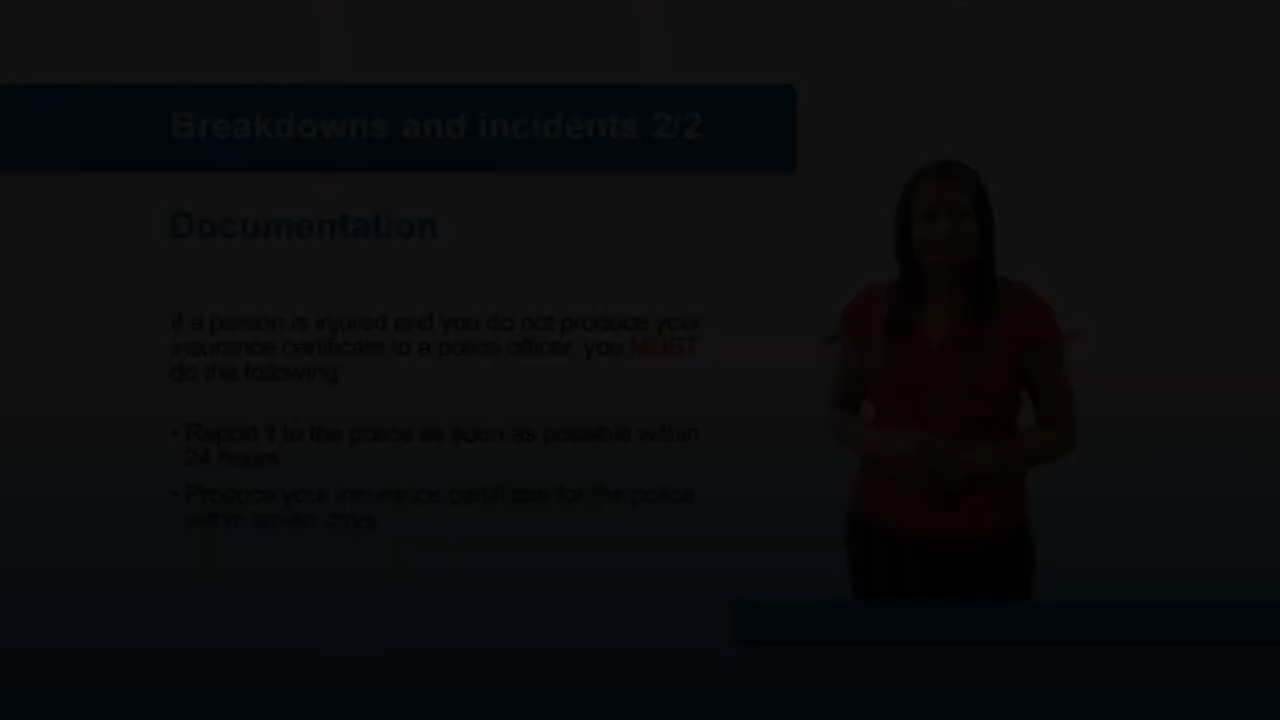 Breakdowns and incidents 2/2
Documentation
If a person is injured and you do not produce your
insurance certificate to a police officer, you MUST
do the following:
• Report it to the police as soon as possible within
24 hours
• Produce your insurance certificate for the police
within seven days